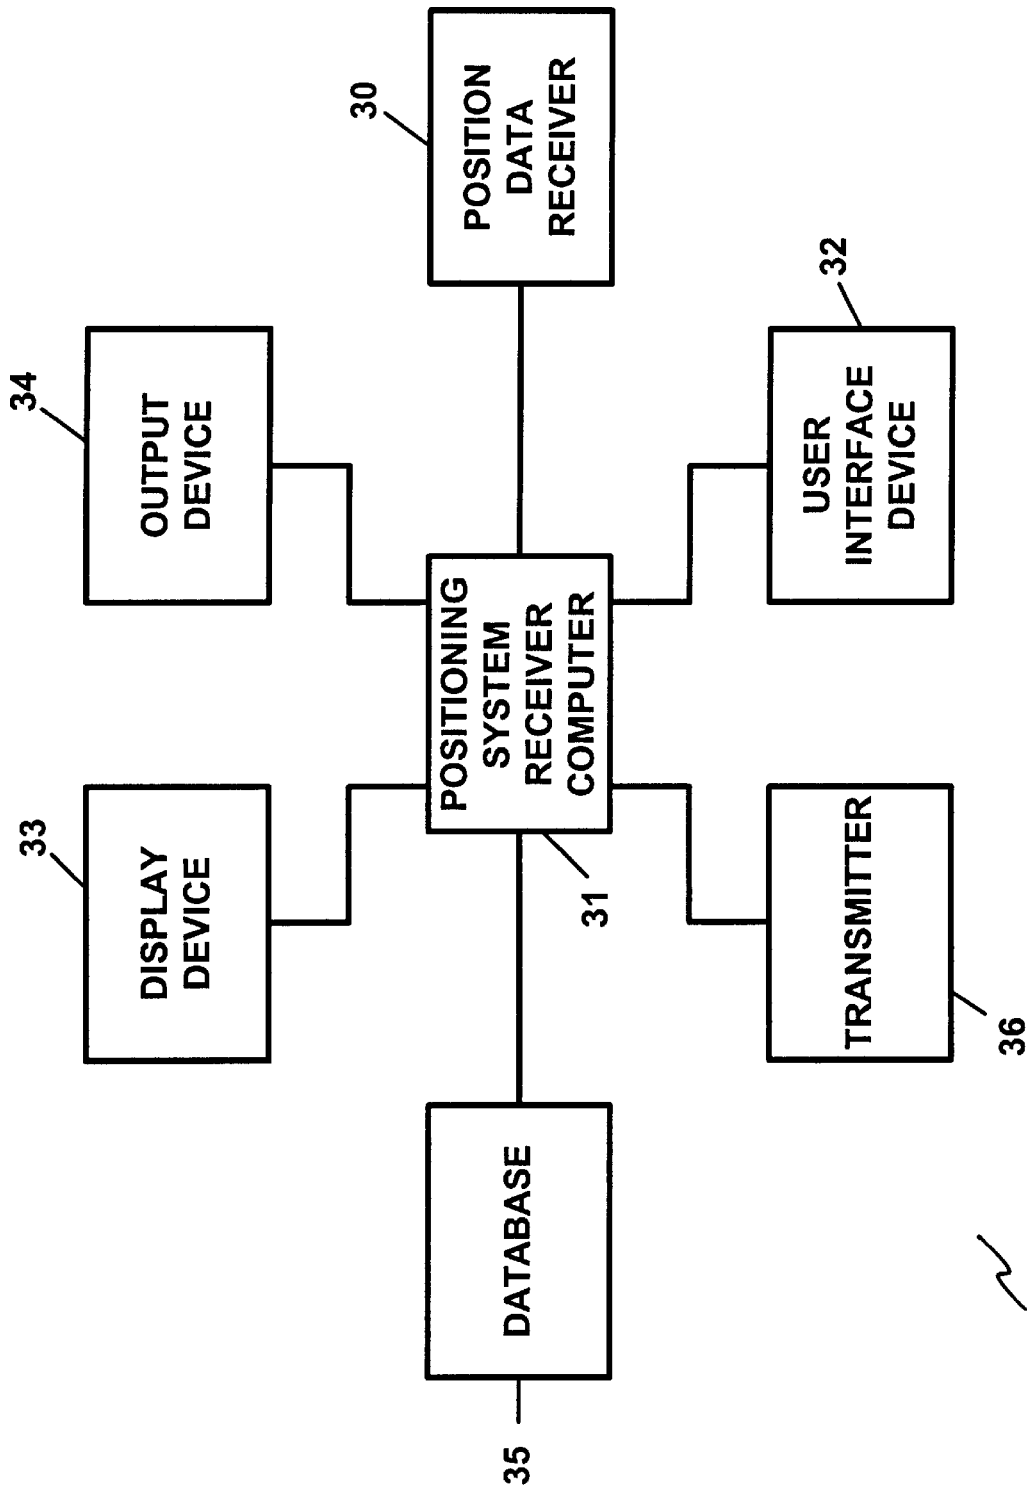 33
DISPLAY
DEVICE
34
OUTPUT
DEVICE
35
DATABASE
POSITIONING
SYSTEM
RECEIVER
COMPUTER
31
30
POSITION
DATA
RECEIVER
TRANSMITTER
36
USER
INTERFACE
DEVICE
32